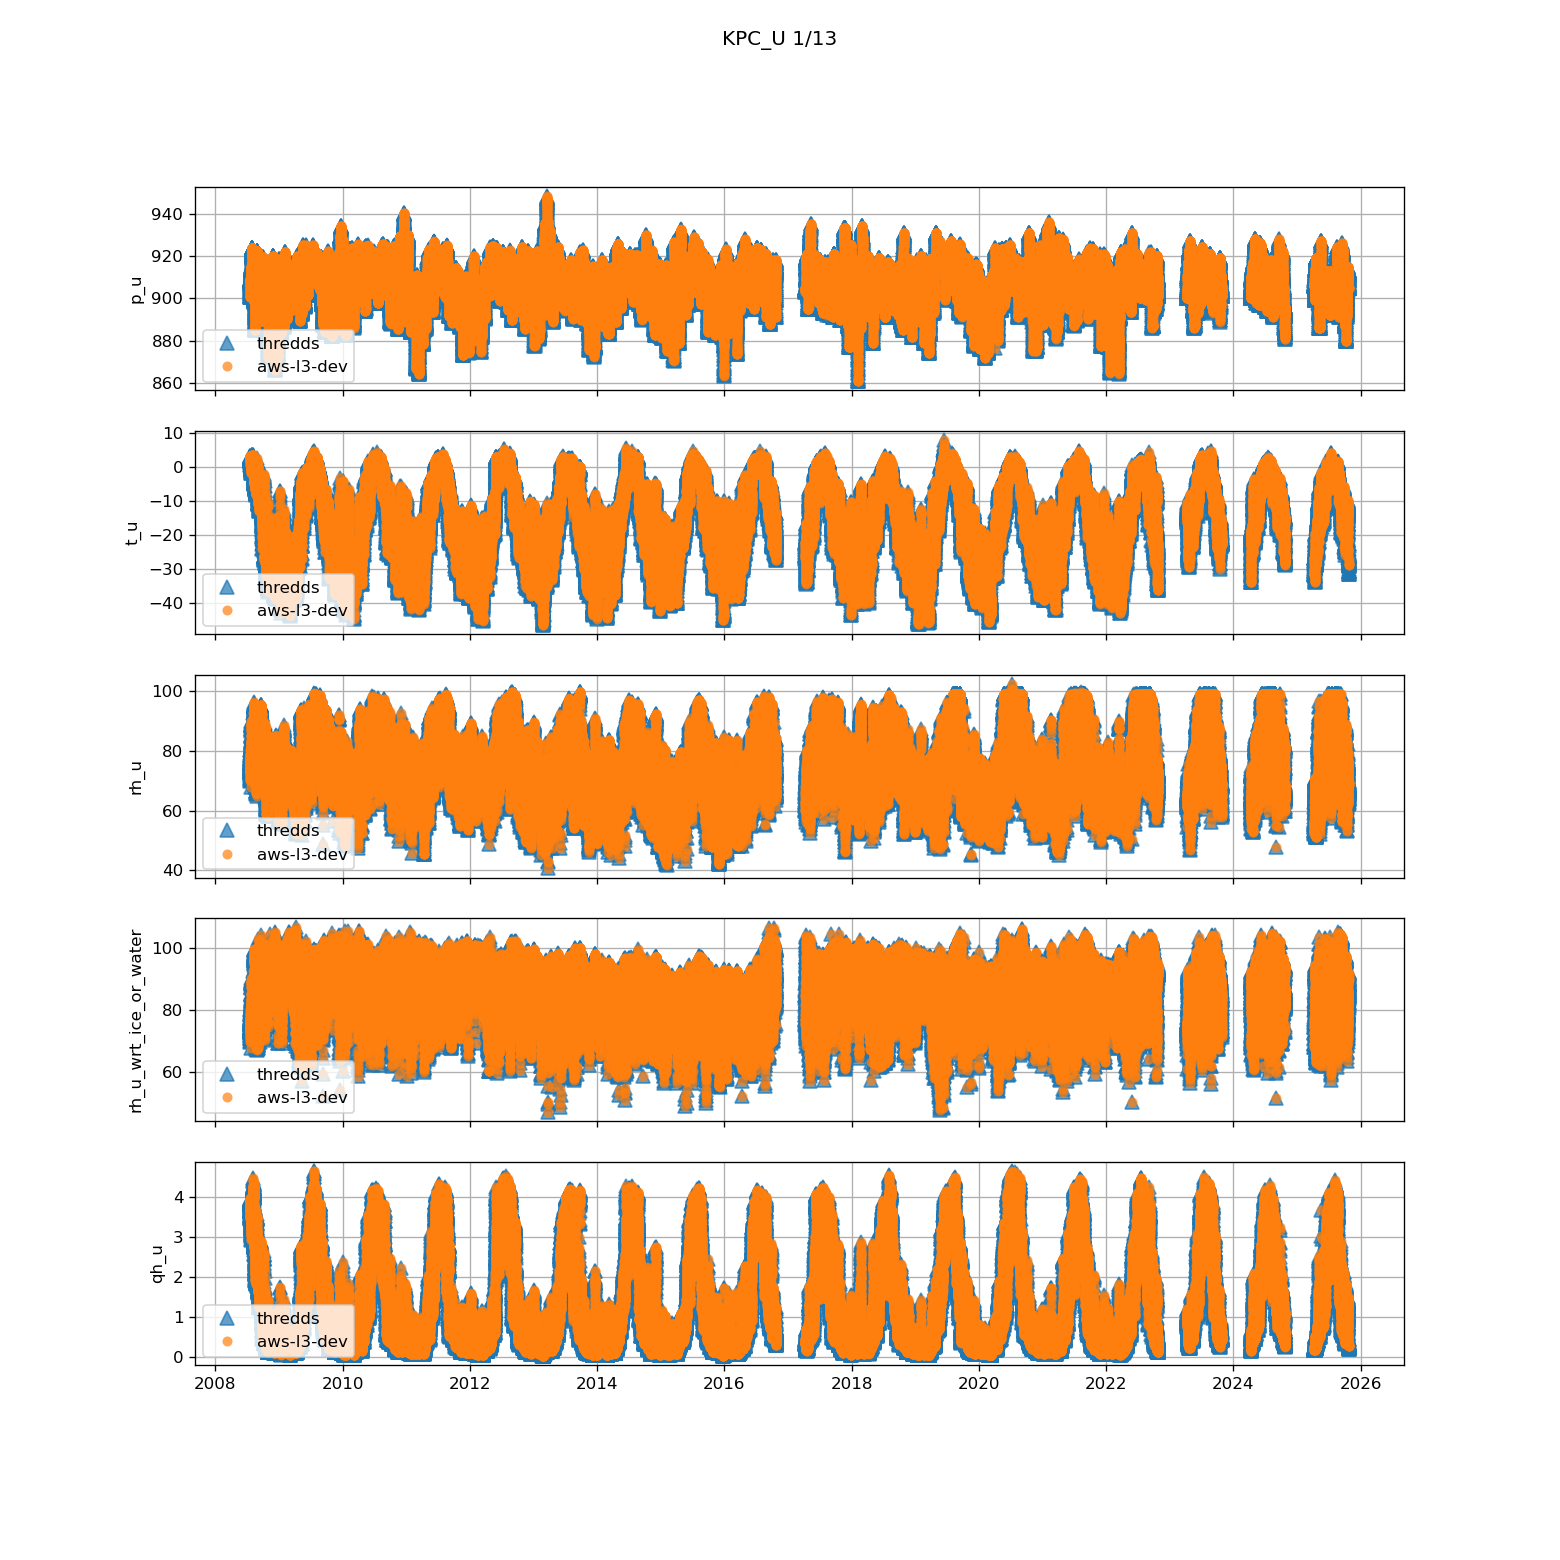 KPC_U 1/13
p_u
940
920
900
880
860
thredds
aws-l3-dev
t_u
10
0
−10
−20
−30
−40
thredds
aws-l3-dev
rh_u
100
80
60
40
thredds
aws-l3-dev
rh_u_wrt_ice_or_water
100
80
60
thredds
aws-l3-dev
qh_u
4
3
2
1
0
thredds
aws-l3-dev
2008 2010 2012 2014 2016 2018 2020 2022 2024 2026